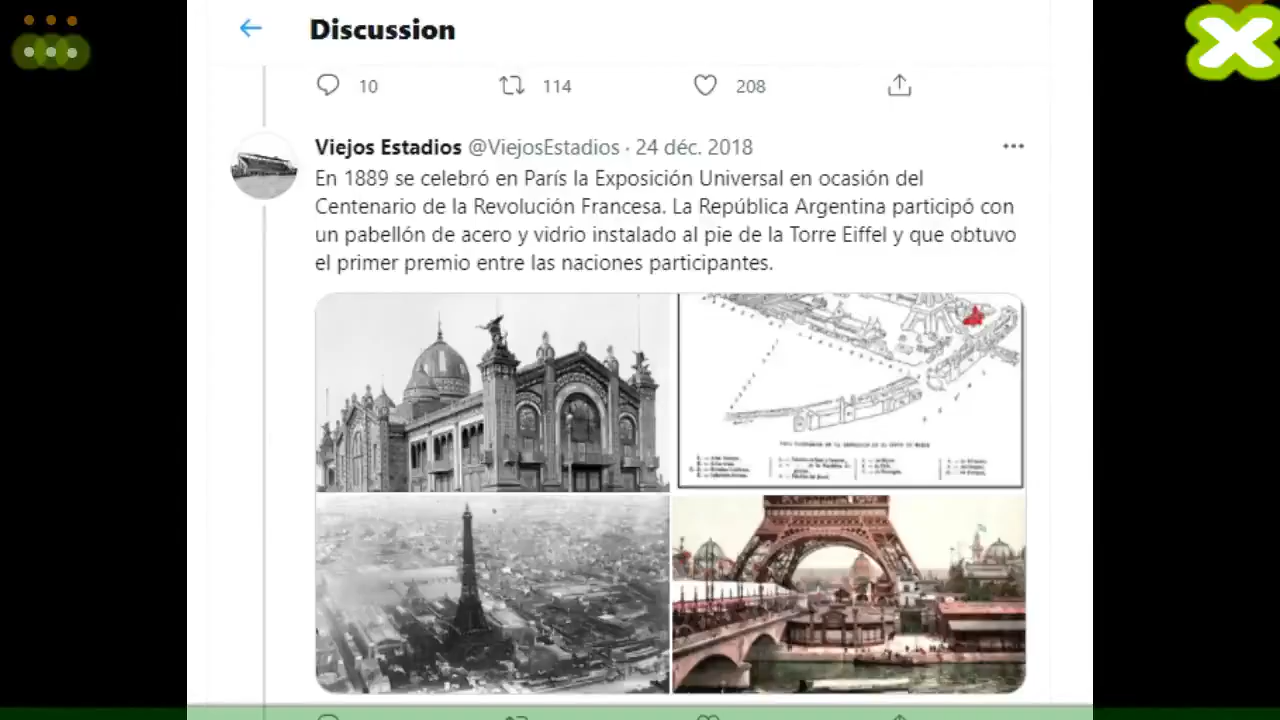 Discussion
10 114 208
Viejos Estadios @ViejosEstadios · 24 déc. 2018
En 1889 se celebró en París la Exposición Universal en ocasión del
Centenario de la Revolución Francesa. La República Argentina participó con
un pabellón de acero y vidrio instalado al pie de la Torre Eiffel y que obtuvo
el primer premio entre las naciones participantes.